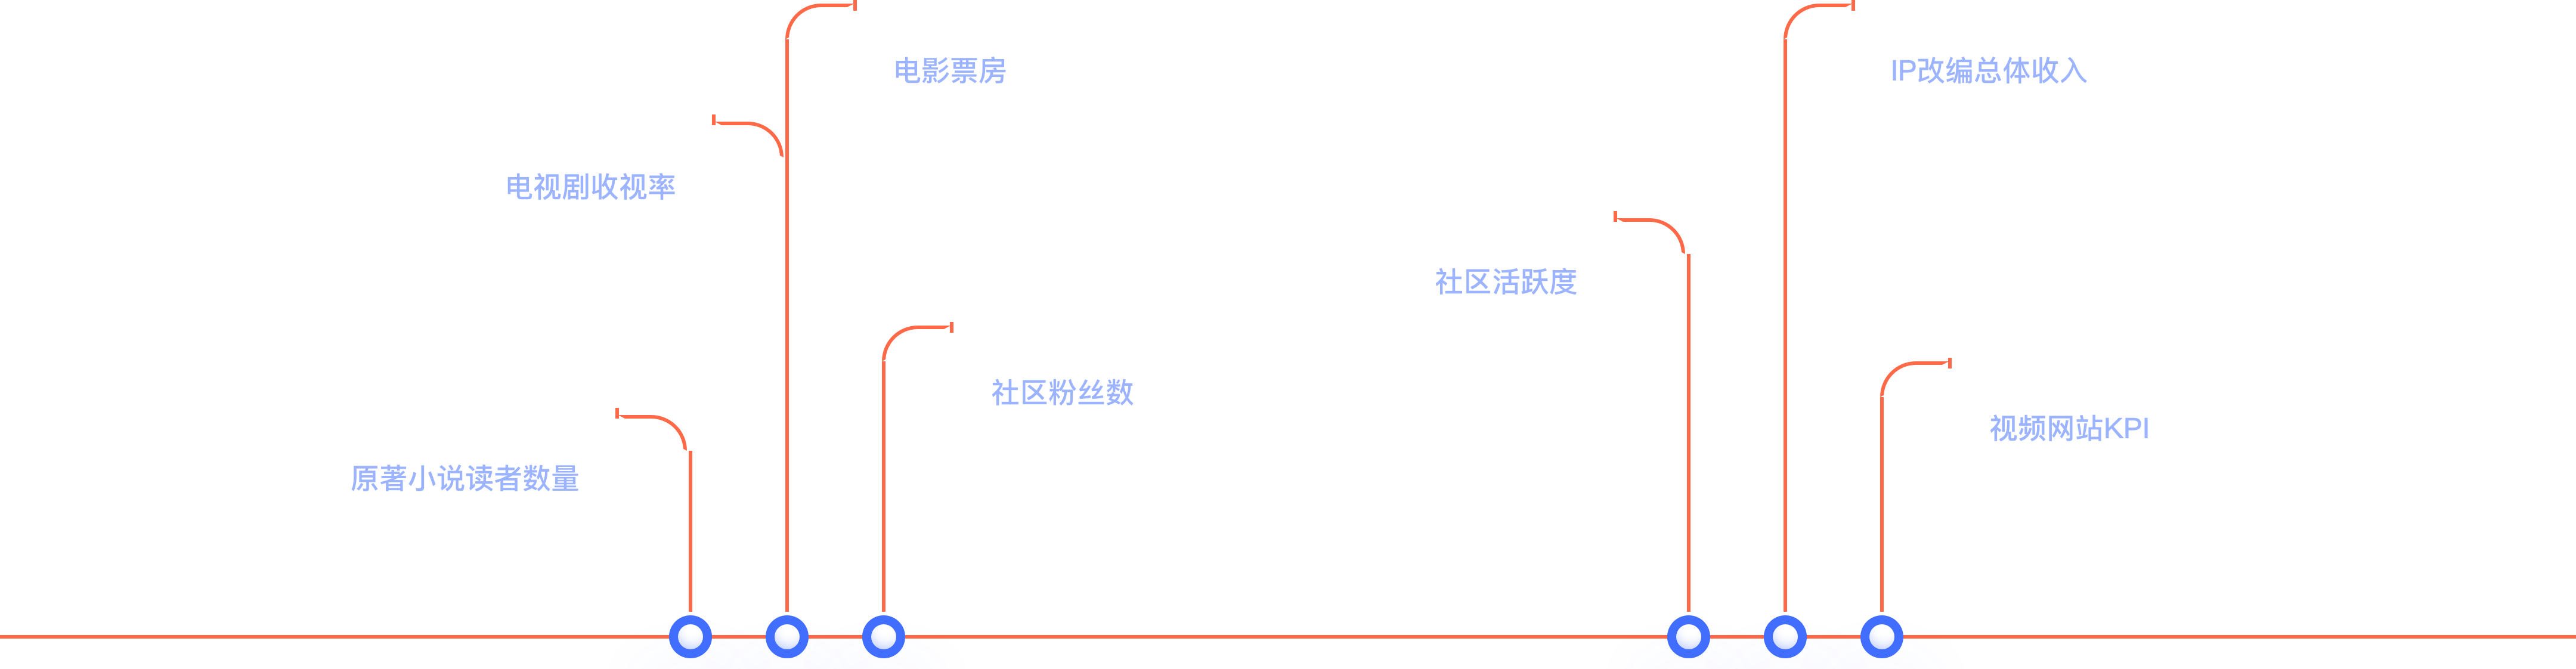 电影票房
IP改编总体收入
电视剧收视率
社区活跃度
社区粉丝数
视频网站KPI
原著小说读者数量